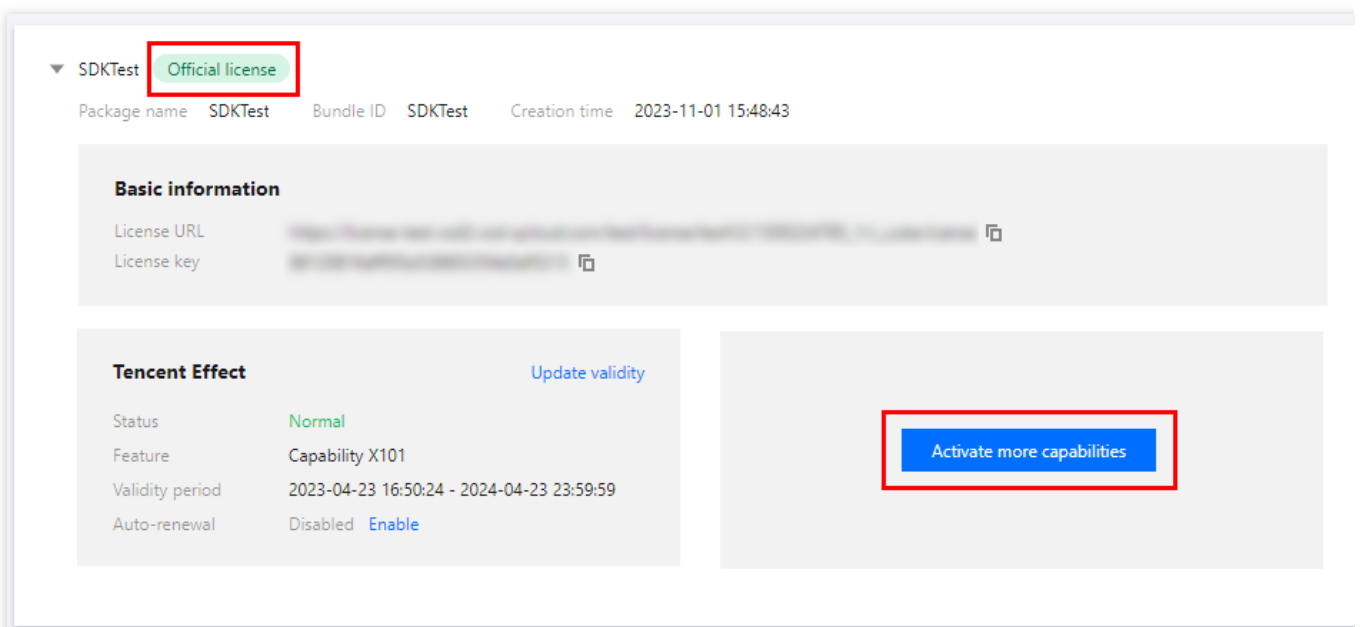 SDKTest Official license
Package name SDKTest Bundle ID SDKTest Creation time 2023-11-01 15:48:43
Basic information
License URL
License key
Tencent Effect Update validity
Status Normal
Feature Capability X101
Validity period 2023-04-23 16:50:24 - 2024-04-23 23:59:59
Auto-renewal Disabled Enable
Activate more capabilities